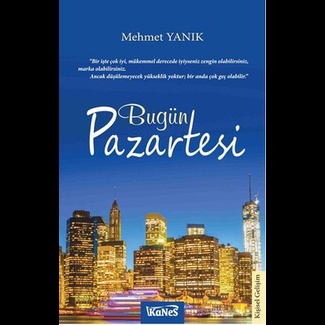 Mehmet YANIK
"Bir işte çok iyi, mükemmel derecede iyiyseniz zengin olabilirsiniz,
marka olabilirsiniz.
Ancak düşülemeyecek yükseklik yoktur; bir anda çok geç olabilir."
Bugün
Pazartesi
Kişisel Gelişim
KaNeS